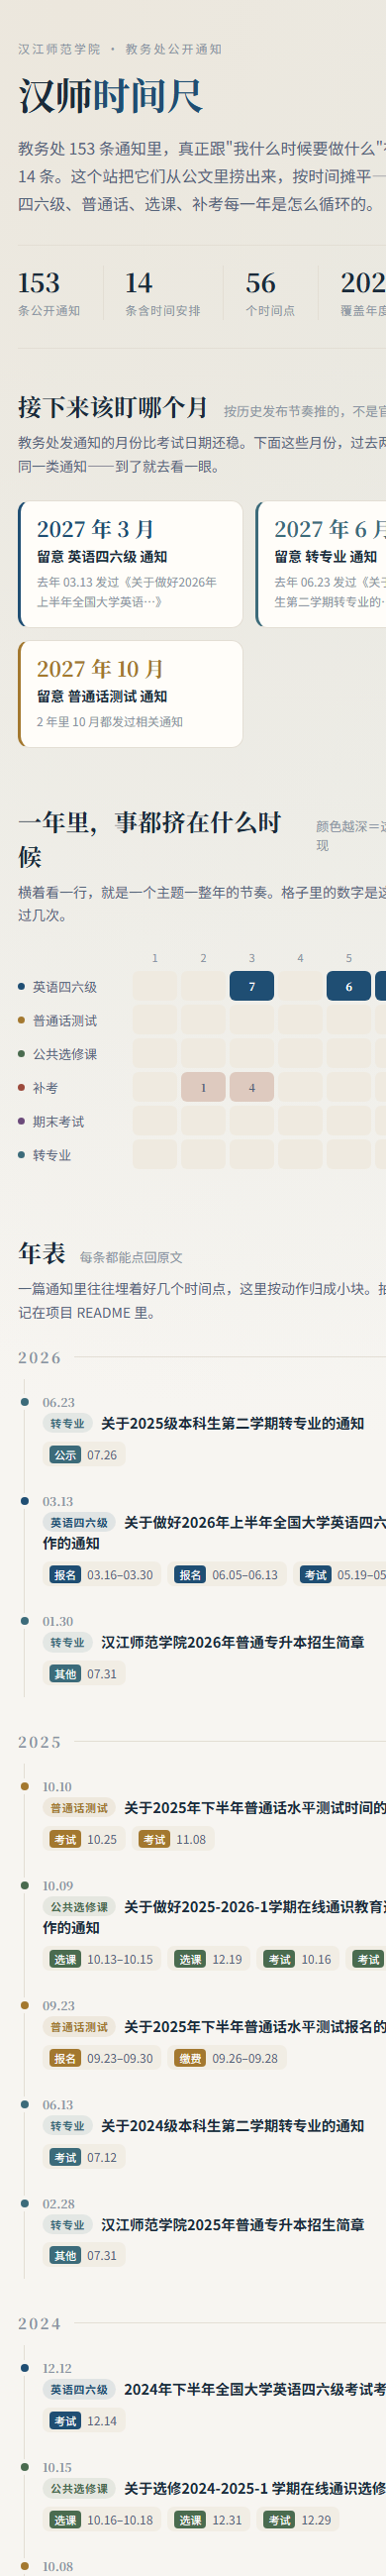 汉江师范学院 · 教务处公开通知
汉师时间尺
教务处 153 条通知里，真正跟"我什么时候要做什么"
14 条。这个站把它们从公文里捞出来，按时间摊平—
四六级、普通话、选课、补考每一年是怎么循环的。
153 14 56 202
条公开通知 条含时间安排 个时间点 覆盖年度
接下来该盯哪个月 按历史发布节奏推的，不是官
教务处发通知的月份比考试日期还稳。下面这些月份，过去两
同一类通知——到了就去看一眼。
2027 年 3 月 2027 年 6 月
留意 英语四六级 通知 留意 转专业 通知
去年 03.13 发过《关于做好2026年 去年 06.23 发过《关于
上半年全国大学英语…》 生第二学期转专业的…
2027 年 10 月
留意 普通话测试 通知
2 年里 10 月都发过相关通知
一年里，事都挤在什么时 颜色越深＝这
候 现
横着看一行，就是一个主题一整年的节奏。格子里的数字是这
过几次。
1 2 3 4 5
英语四六级 7 6
普通话测试
公共选修课
补考 1 4
期末考试
转专业
年表 每条都能点回原文
一篇通知里往往埋着好几个时间点，这里按动作归成小块。抽
记在项目 README 里。
2026
06.23
转专业 关于2025级本科生第二学期转专业的通知
公示 07.26
03.13
英语四六级 关于做好2026年上半年全国大学英语四六
作的通知
报名 03.16–03.30 报名 06.05–06.13 考试 05.19–05
01.30
转专业 汉江师范学院2026年普通专升本招生简章
其他 07.31
2025
10.10
普通话测试 关于2025年下半年普通话水平测试时间的
考试 10.25 考试 11.08
10.09
公共选修课 关于做好2025-2026-1学期在线通识教育选
作的通知
选课 10.13–10.15 选课 12.19 考试 10.16 考试
09.23
普通话测试 关于2025年下半年普通话水平测试报名的
报名 09.23–09.30 缴费 09.26–09.28
06.13
转专业 关于2024级本科生第二学期转专业的通知
考试 07.12
02.28
转专业 汉江师范学院2025年普通专升本招生简章
其他 07.31
2024
12.12
英语四六级 2024年下半年全国大学英语四六级考试考
考试 12.14
10.15
公共选修课 关于选修2024-2025-1 学期在线通识选修
选课 10.16–10.18 选课 12.31 考试 12.29
10.08